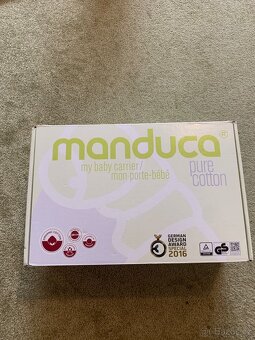 manduca®
my baby carrier/
mon porte-bébé
pure
cotton
GERMAN
DESIGN
AWARD
SPECIAL
2016